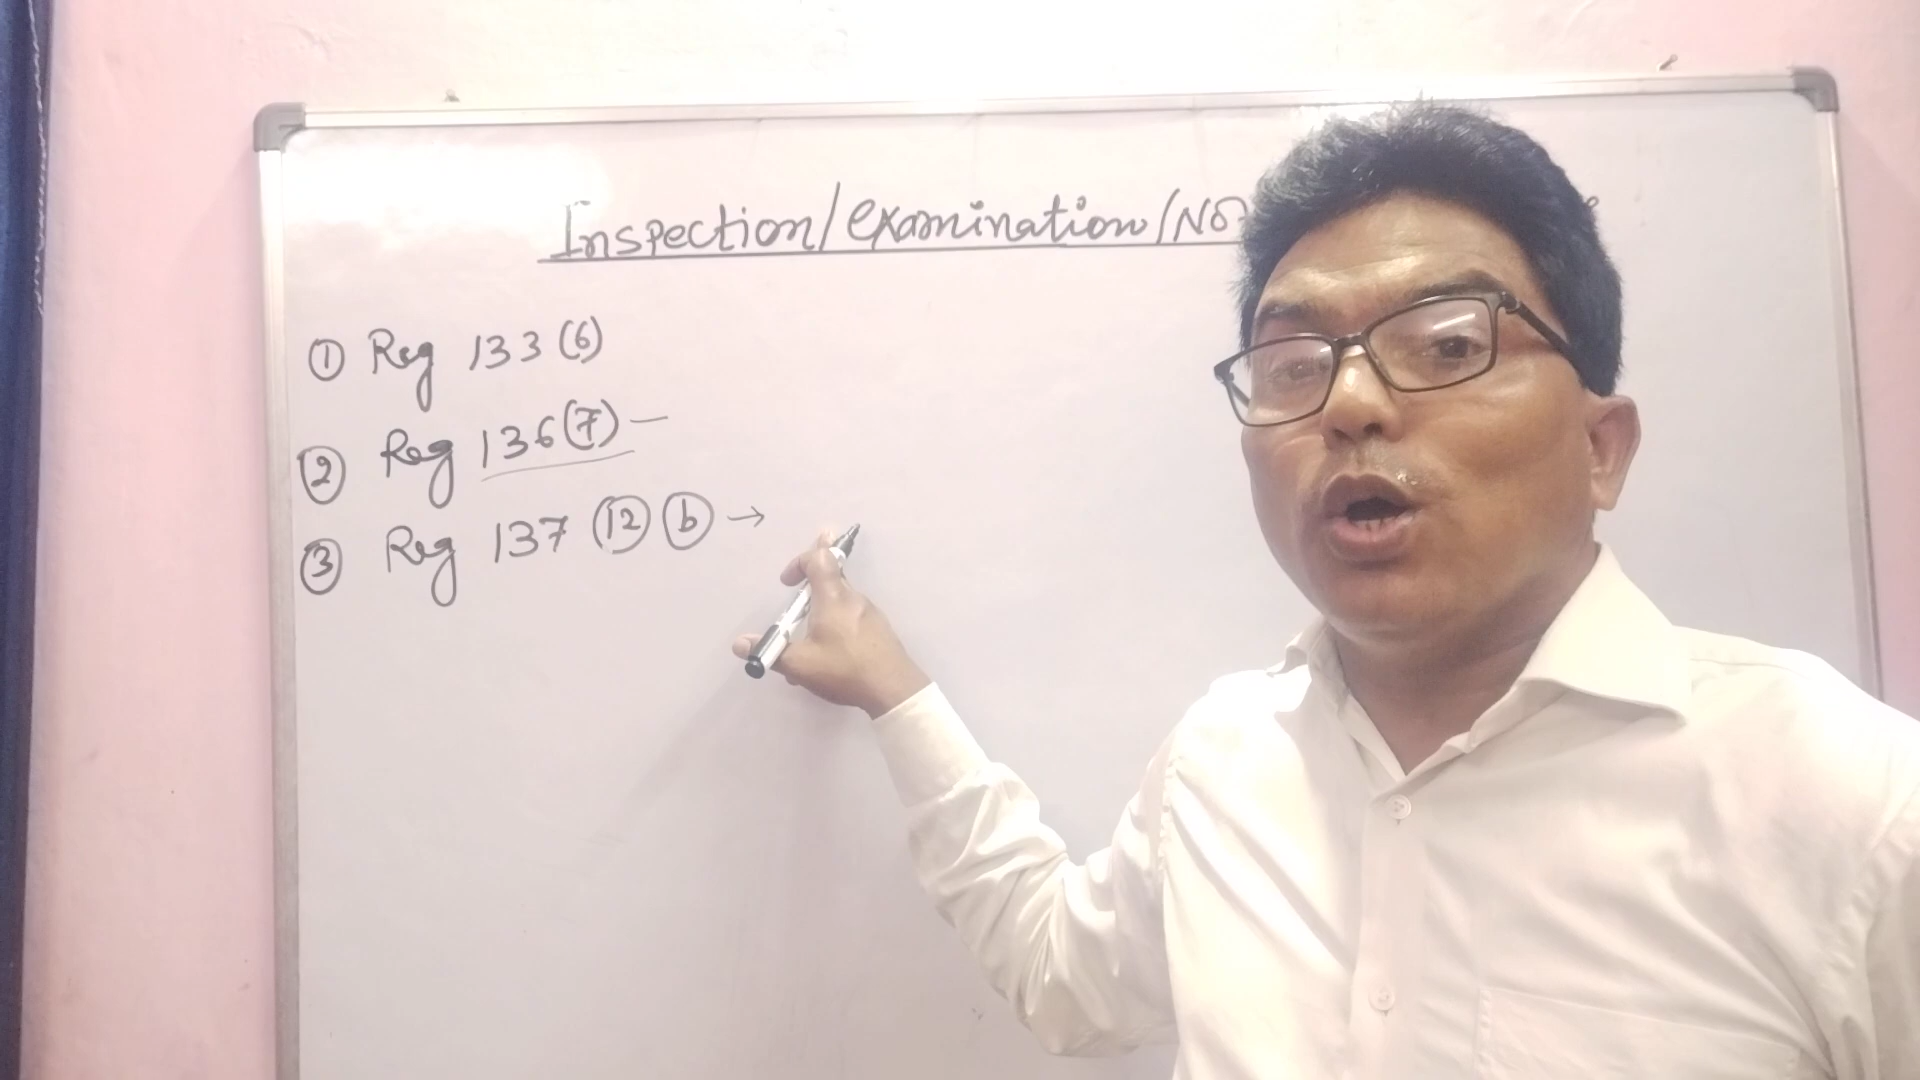 Inspection/examination/No
① Reg 133(6)
② Reg 136(7) –
③ Reg 137 (12) (b) →